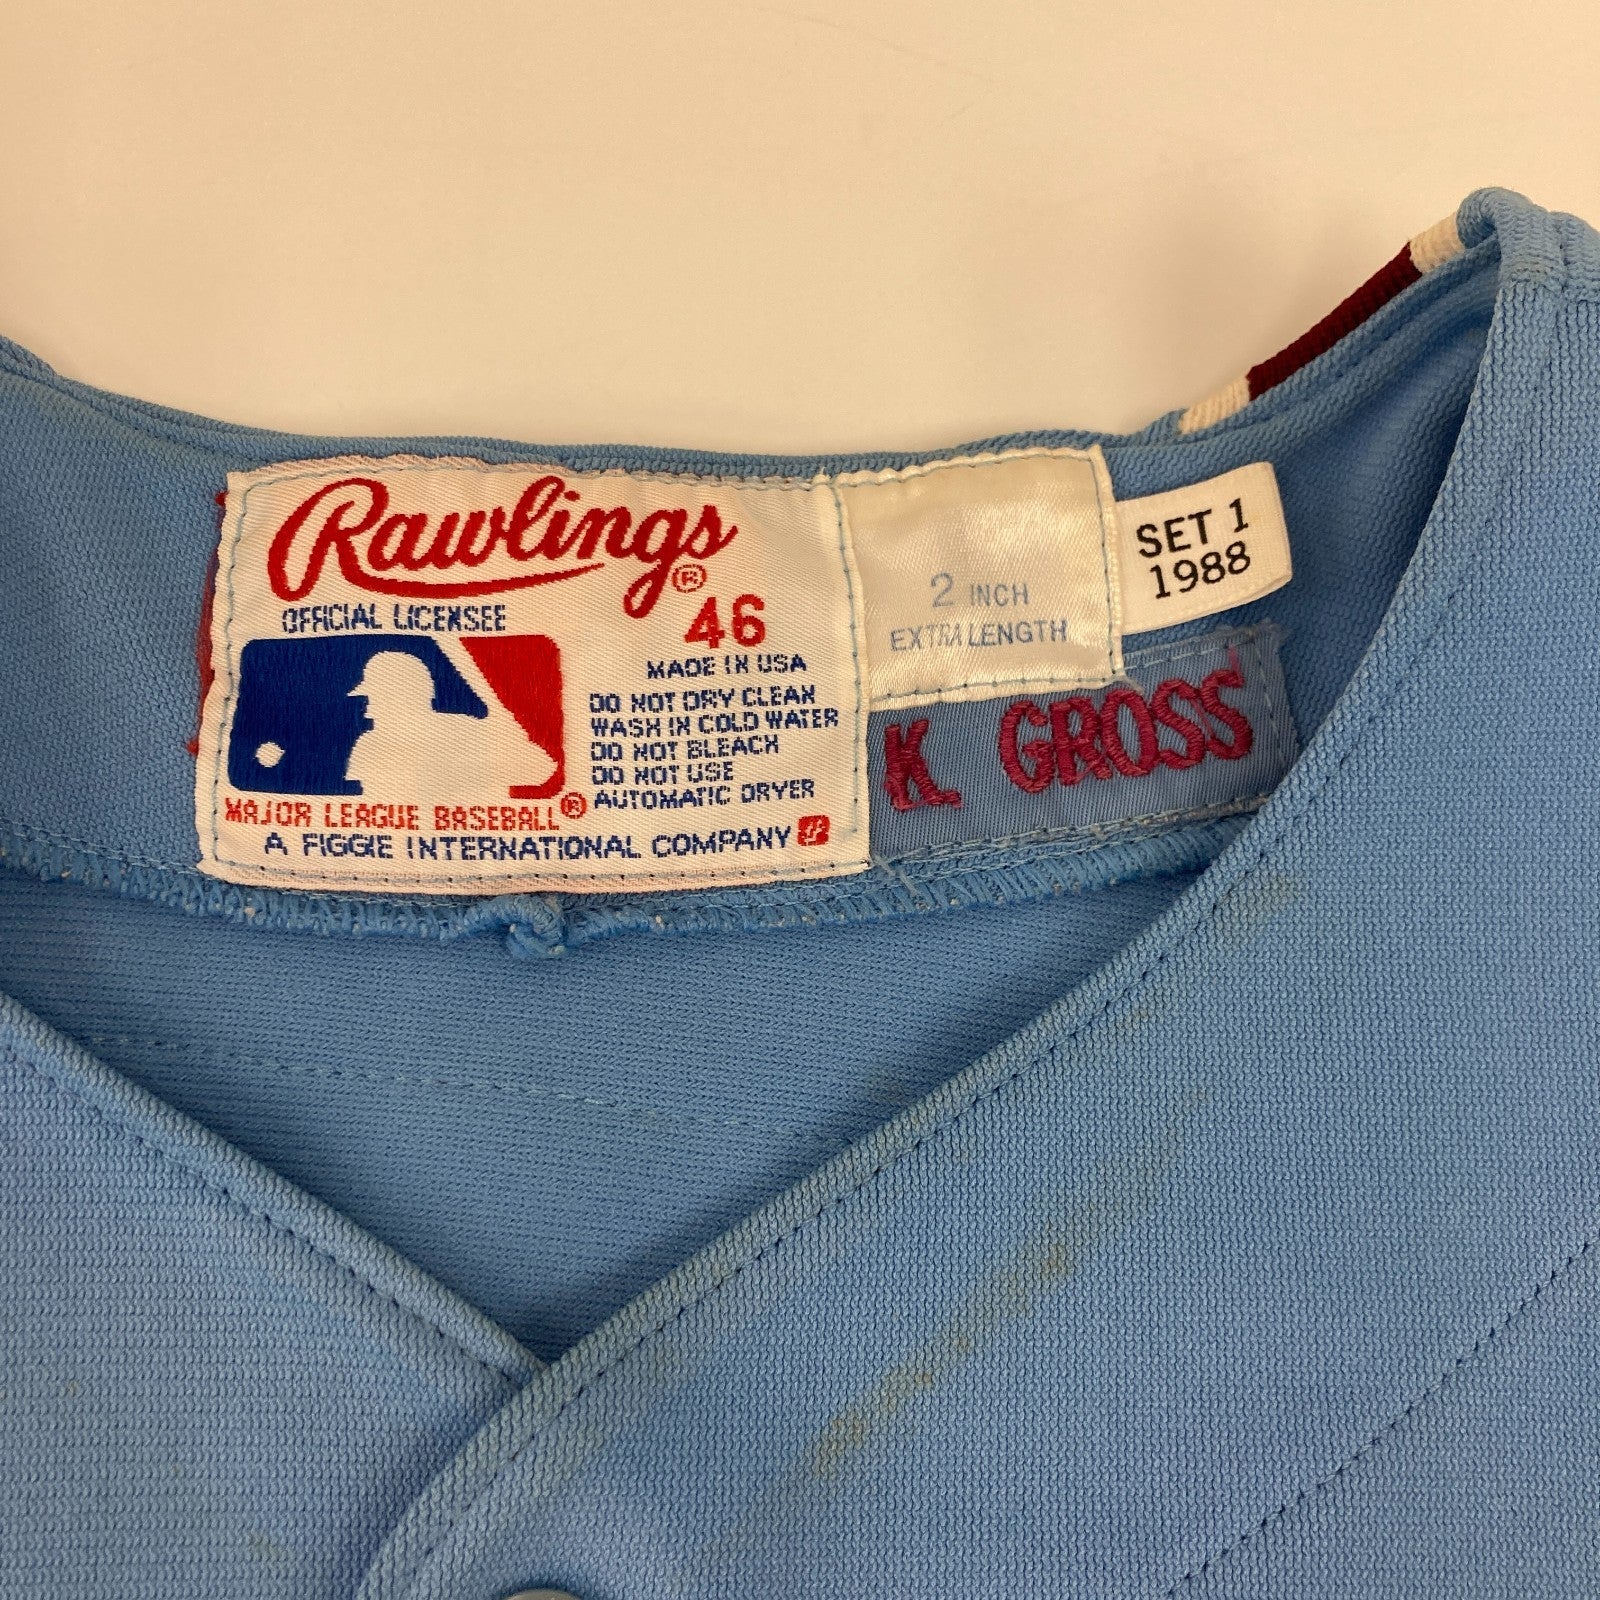 Rawlings®
OFFICIAL LICENSEE
46
MADE IN USA
DO NOT DRY CLEAN
WASH IN COLD WATER
DO NOT BLEACH
DO NOT USE
AUTOMATIC DRYER
MAJOR LEAGUE BASEBALL®
A FIGGIE INTERNATIONAL COMPANY
2 INCH
EXTRA LENGTH
SET 1
1988
K GROSS